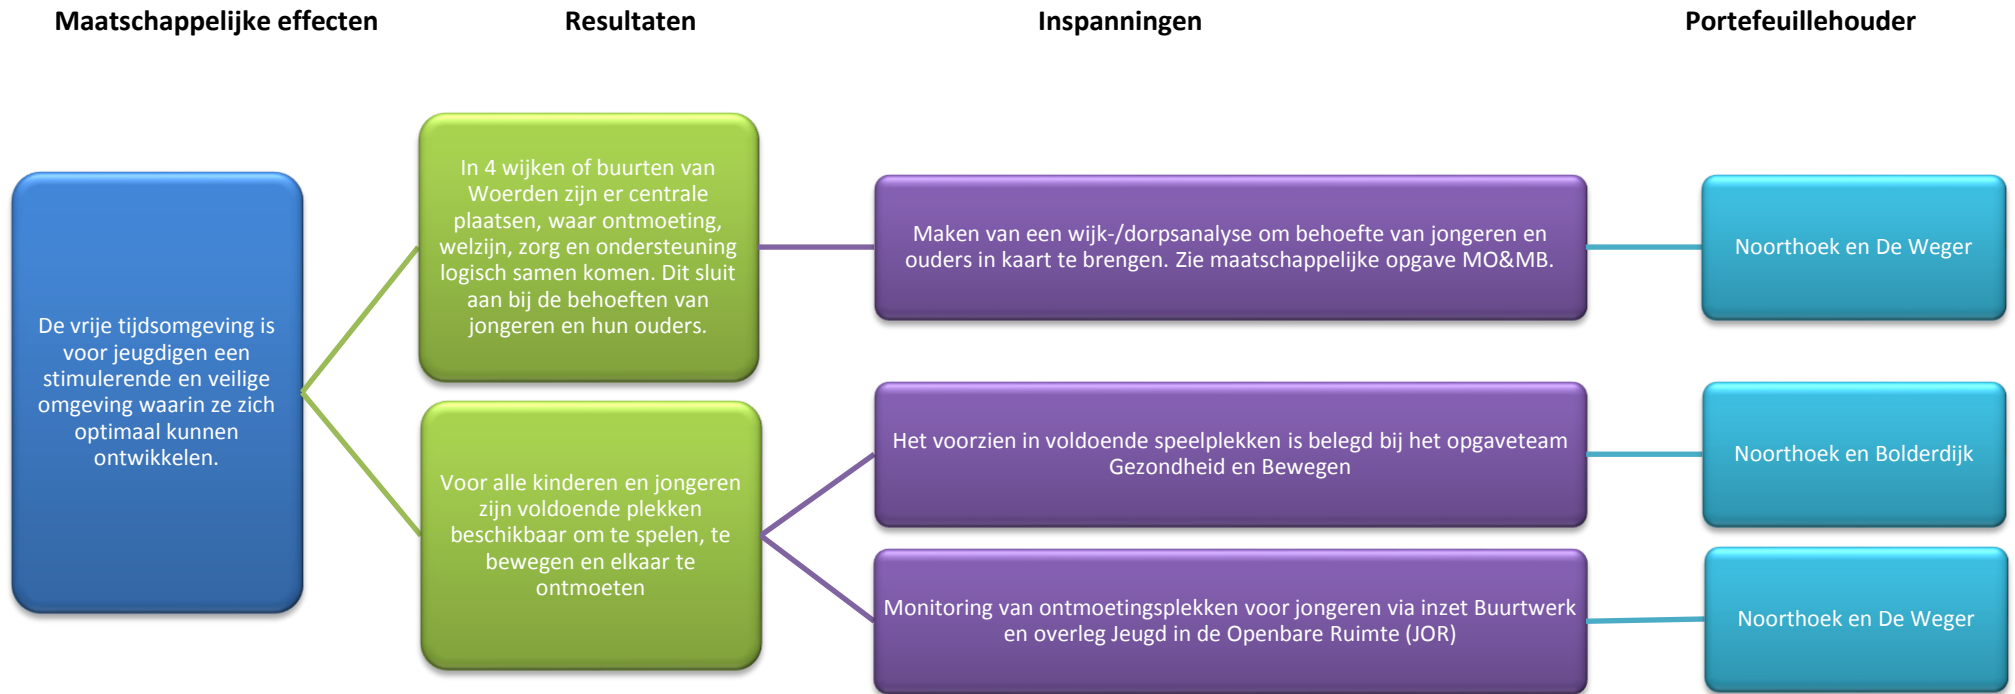 Maatschappelijke effecten
Resultaten
Inspanningen
Portefeuillehouder
De vrije tijdsomgeving is
voor jeugdigen een
stimulerende en veilige
omgeving waarin ze zich
optimaal kunnen
ontwikkelen.
In 4 wijken of buurten van
Woerden zijn er centrale
plaatsen, waar ontmoeting,
welzijn, zorg en ondersteuning
logisch samen komen. Dit sluit
aan bij de behoeften van
jongeren en hun ouders.
Maken van een wijk-/dorpsanalyse om behoefte van jongeren en
ouders in kaart te brengen. Zie maatschappelijke opgave MO&MB.
Noorthoek en De Weger
Voor alle kinderen en jongeren
zijn voldoende plekken
beschikbaar om te spelen, te
bewegen en elkaar te
ontmoeten
Het voorzien in voldoende speelplekken is belegd bij het opgaveteam
Gezondheid en Bewegen
Noorthoek en Bolderdijk
Monitoring van ontmoetingsplekken voor jongeren via inzet Buurtwerk
en overleg Jeugd in de Openbare Ruimte (JOR)
Noorthoek en De Weger